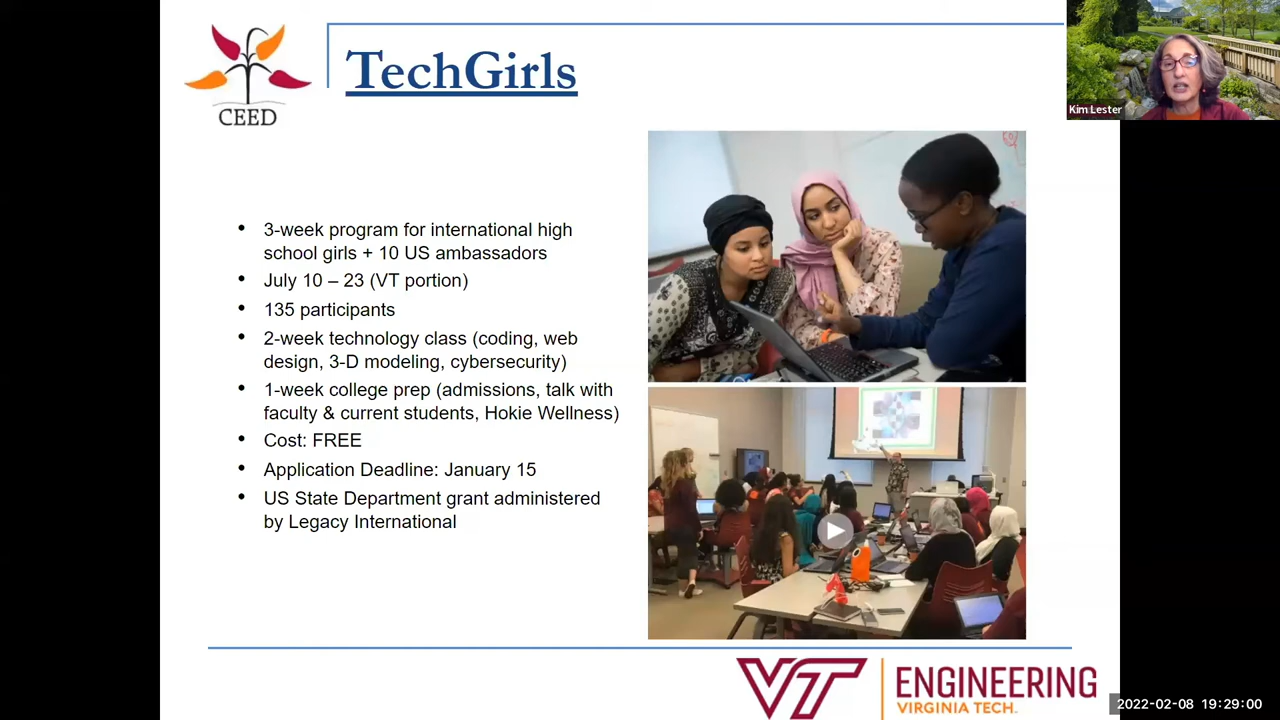 CEED
TechGirls
Kim Lester
• 3-week program for international high
school girls + 10 US ambassadors
• July 10 – 23 (VT portion)
• 135 participants
• 2-week technology class (coding, web
design, 3-D modeling, cybersecurity)
• 1-week college prep (admissions, talk with
faculty & current students, Hokie Wellness)
• Cost: FREE
• Application Deadline: January 15
• US State Department grant administered
by Legacy International
VT
ENGINEERING
VIRGINIA TECH.
2022-02-08 19:29:00